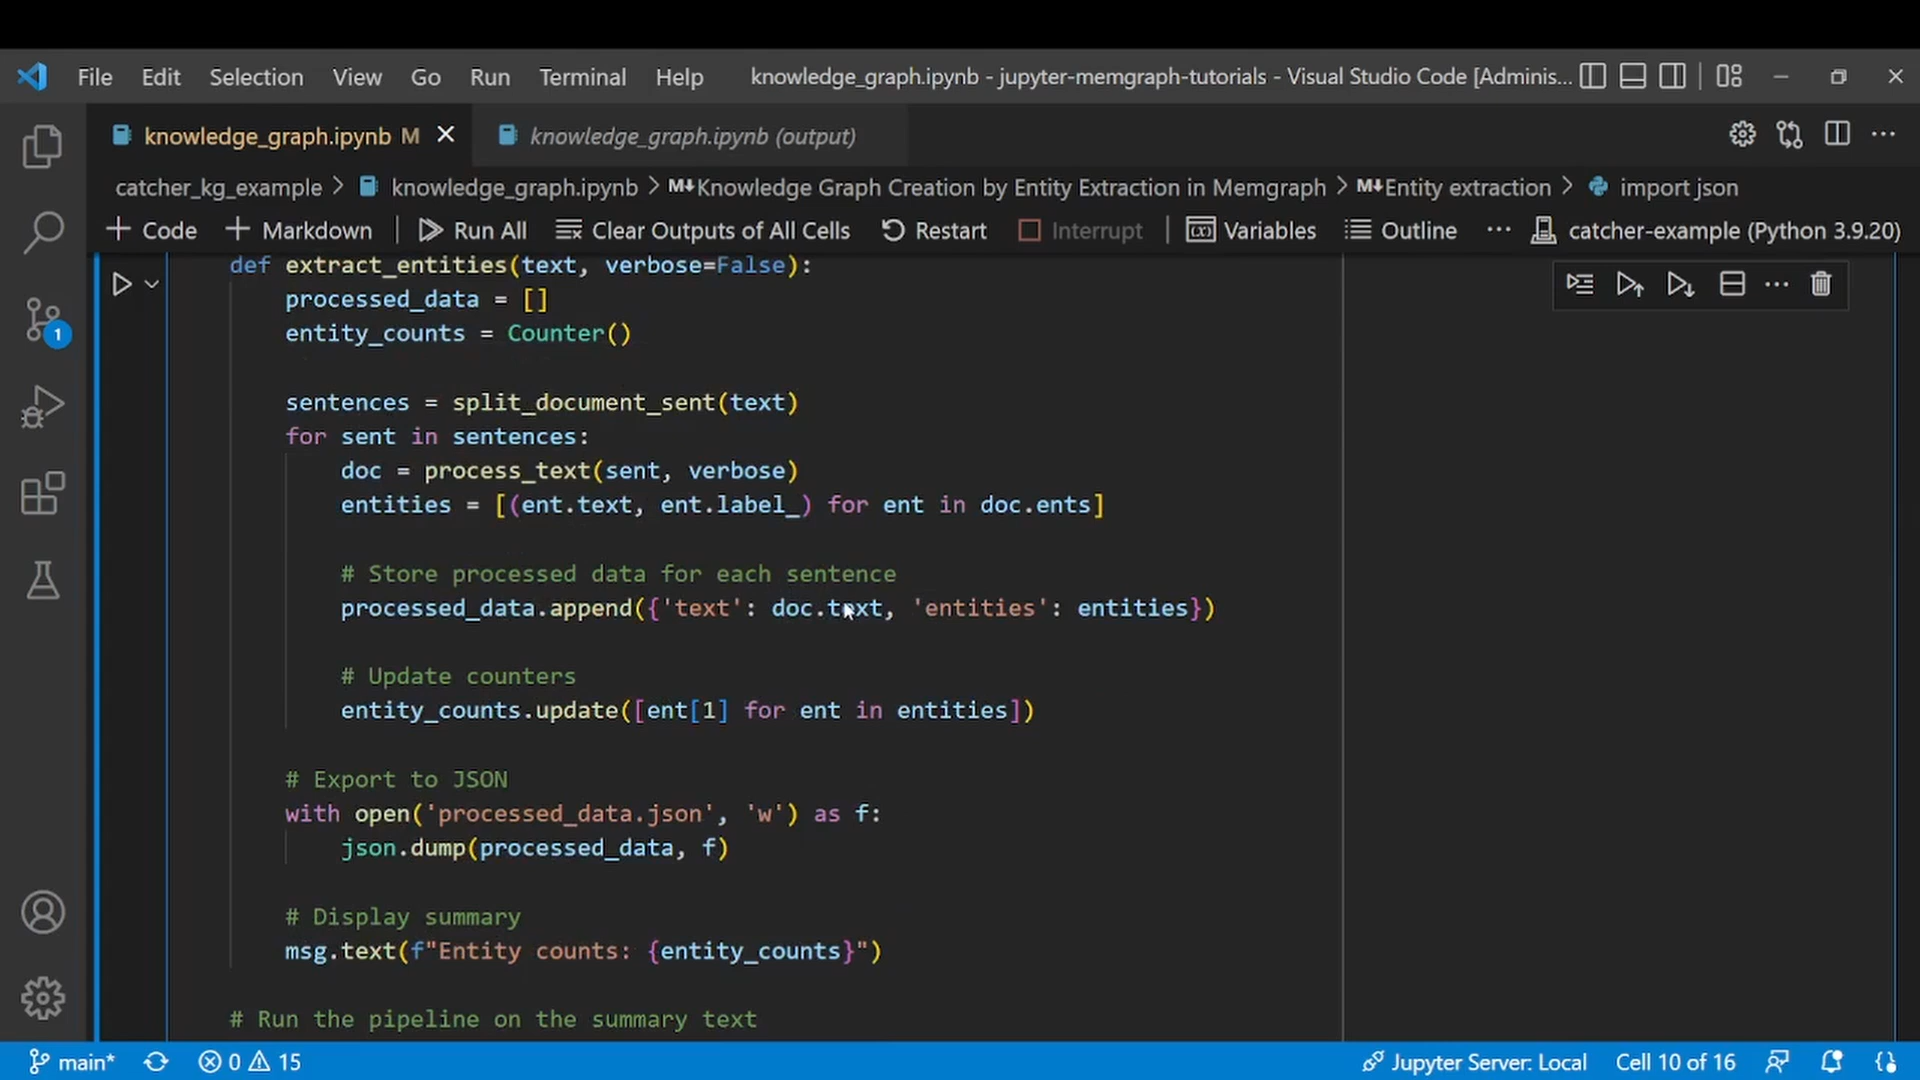 File Edit Selection View Go Run Terminal Help knowledge_graph.ipynb - jupyter-memgraph-tutorials - Visual Studio Code [Adminis...
knowledge_graph.ipynb M knowledge_graph.ipynb (output)
catcher_kg_example > knowledge_graph.ipynb > M↓Knowledge Graph Creation by Entity Extraction in Memgraph > M↓Entity extraction > import json
+ Code + Markdown | Run All Clear Outputs of All Cells Restart Interrupt | Variables Outline ... catcher-example (Python 3.9.20)
def extract_entities(text, verbose=False):
processed_data = []
entity_counts = Counter()
sentences = split_document_sent(text)
for sent in sentences:
doc = process_text(sent, verbose)
entities = [(ent.text, ent.label_) for ent in doc.ents]
# Store processed data for each sentence
processed_data.append({'text': doc.text, 'entities': entities})
# Update counters
entity_counts.update([ent[1] for ent in entities])
# Export to JSON
with open('processed_data.json', 'w') as f:
json.dump(processed_data, f)
# Display summary
msg.text(f"Entity counts: {entity_counts}")
# Run the pipeline on the summary text
1
main* 0 15 Jupyter Server: Local Cell 10 of 16